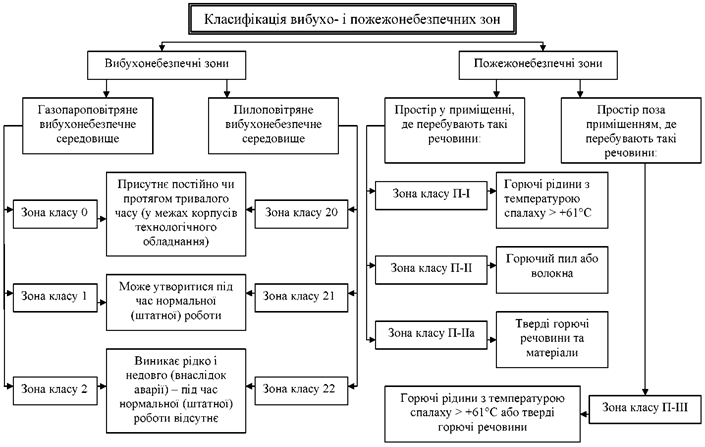 Класифікація вибухо- і пожежонебезпечних зон
Вибухонебезпечні зони
Пожежонебезпечні зони
Газопароповітряне
вибухонебезпечне
середовище
Пилоповітряне
вибухонебезпечне
середовище
Простір у приміщенні,
де перебувають такі
речовини:
Простір поза
приміщенням, де
перебувають такі
речовини:
Зона класу 0
Присутнє постійно чи
протягом тривалого
часу (у межах корпусів
технологічного
обладнання)
Зона класу 20
Зона класу П-I
Горючі рідини з
температурою
спалаху > +61°С
Зона класу 1
Може утворитися під
час нормальної
(штатної) роботи
Зона класу 21
Зона класу П-II
Горючий пил або
волокна
Зона класу П-IIа
Тверді горючі
речовини та
матеріали
Зона класу 2
Виникає рідко і
недовго (внаслідок
аварії) – під час
нормальної (штатної)
роботи відсутнє
Зона класу 22
Горючі рідини з температурою
спалаху > +61°С або тверді
горючі речовини
Зона класу П-III